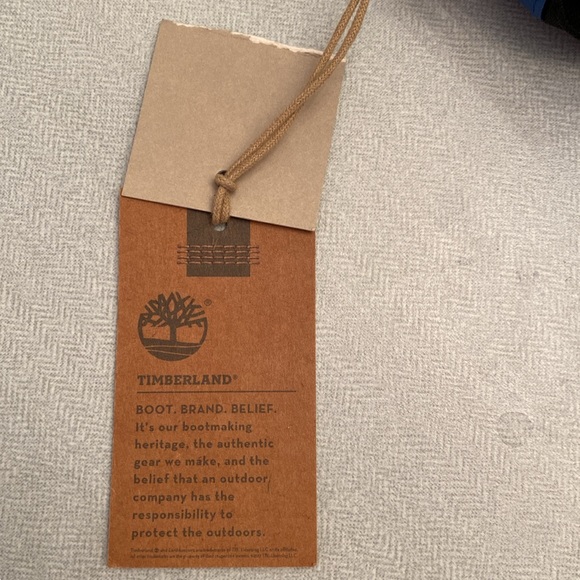 ®
TIMBERLAND®
BOOT. BRAND. BELIEF.
It's our bootmaking
heritage, the authentic
gear we make, and the
belief that an outdoor
company has the
responsibility to
protect the outdoors.